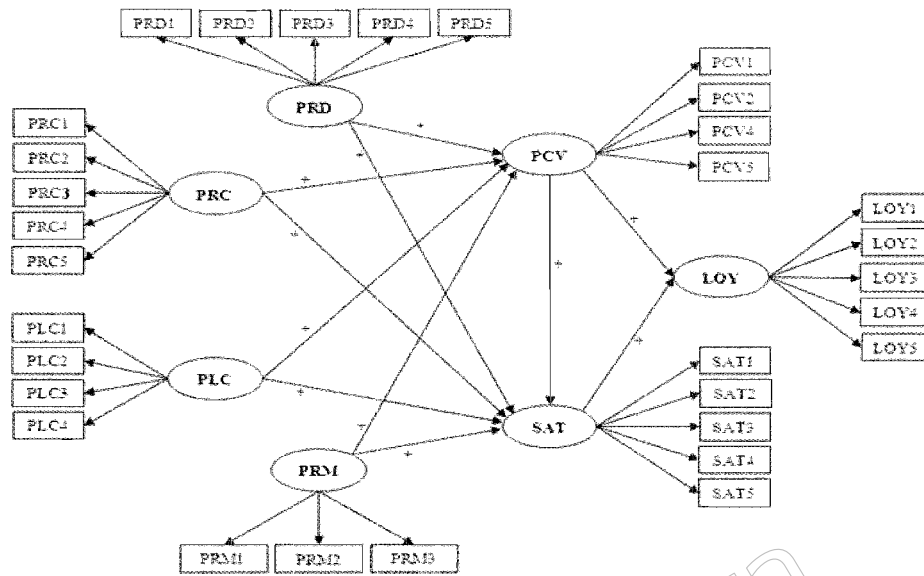 PRD1 PRD2 PRD3 PRD4 PRD5
PRD
PRC1
PRC2
PRC3
PRC4
PRC5
PRC
PCV
PCV1
PCV2
PCV4
PCV5
LOY
LOY1
LOY2
LOY3
LOY4
LOY5
PLC1
PLC2
PLC3
PLC4
PLC
SAT
SAT1
SAT2
SAT3
SAT4
SAT5
PRM
PRM1 PRM2 PRM3
+
+
+
+
+
+
+
+
+
+
+